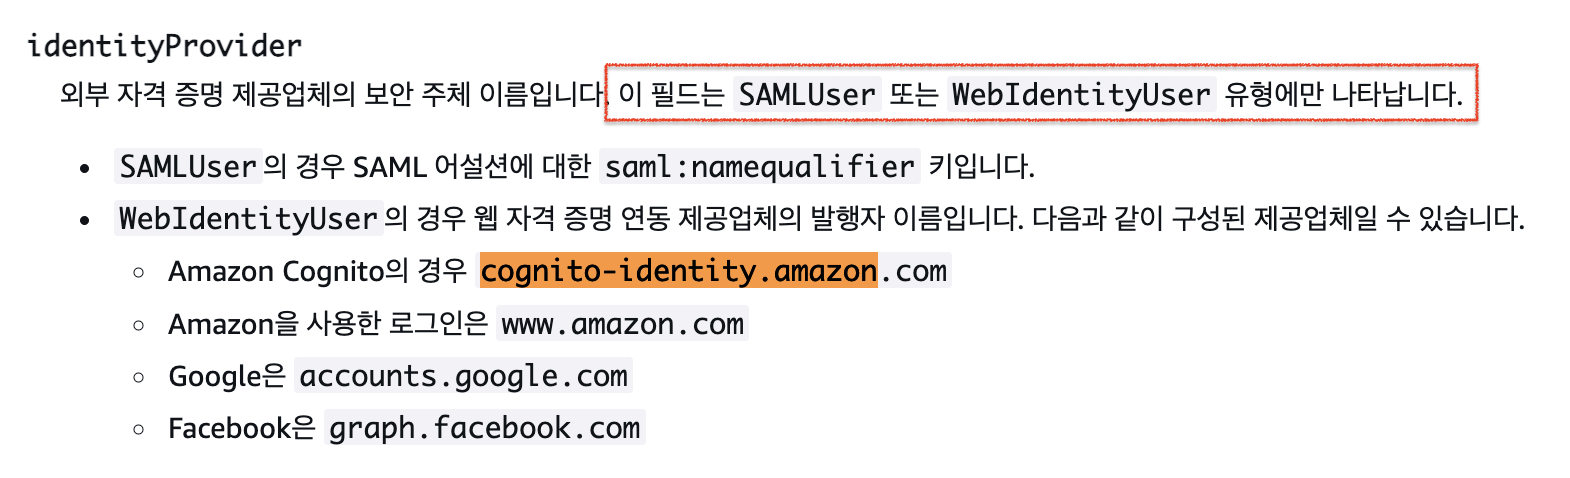 identityProvider
외부 자격 증명 제공업체의 보안 주체 이름입니다. 이 필드는 SAMLUser 또는 WebIdentityUser 유형에만 나타납니다.
• SAMLUser의 경우 SAML 어설션에 대한 saml:namequalifier 키입니다.
• WebIdentityUser의 경우 웹 자격 증명 연동 제공업체의 발행자 이름입니다. 다음과 같이 구성된 제공업체일 수 있습니다.
◦ Amazon Cognito의 경우 cognito-identity.amazon.com
◦ Amazon을 사용한 로그인은 www.amazon.com
◦ Google은 accounts.google.com
◦ Facebook은 graph.facebook.com